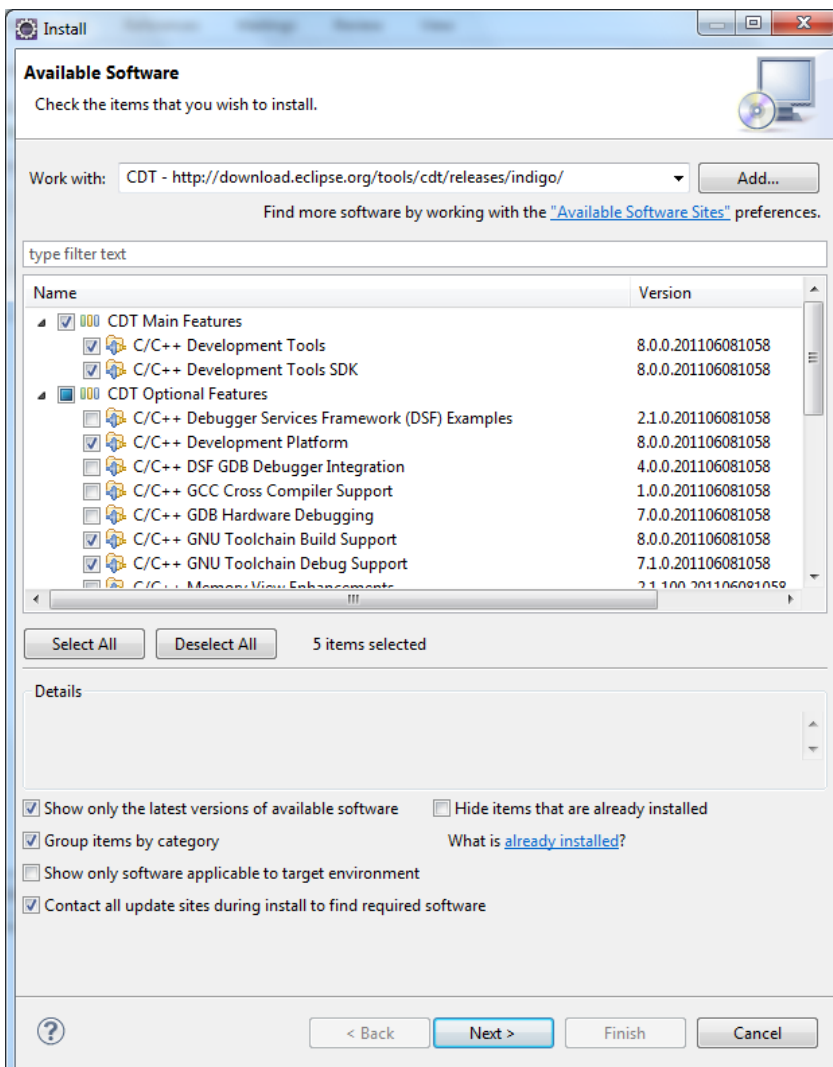 Install
Available Software
Check the items that you wish to install.
Work with: CDT - http://download.eclipse.org/tools/cdt/releases/indigo/ Add...
Find more software by working with the "Available Software Sites" preferences.
type filter text
Name Version
CDT Main Features
C/C++ Development Tools 8.0.0.201106081058
C/C++ Development Tools SDK 8.0.0.201106081058
CDT Optional Features
C/C++ Debugger Services Framework (DSF) Examples 2.1.0.201106081058
C/C++ Development Platform 8.0.0.201106081058
C/C++ DSF GDB Debugger Integration 4.0.0.201106081058
C/C++ GCC Cross Compiler Support 1.0.0.201106081058
C/C++ GDB Hardware Debugging 7.0.0.201106081058
C/C++ GNU Toolchain Build Support 8.0.0.201106081058
C/C++ GNU Toolchain Debug Support 7.1.0.201106081058
C/C++ Memory View Enhancements 2.1.100.201106081058
Select All Deselect All 5 items selected
Details
Show only the latest versions of available software Hide items that are already installed
Group items by category What is already installed?
Show only software applicable to target environment
Contact all update sites during install to find required software
? < Back Next > Finish Cancel